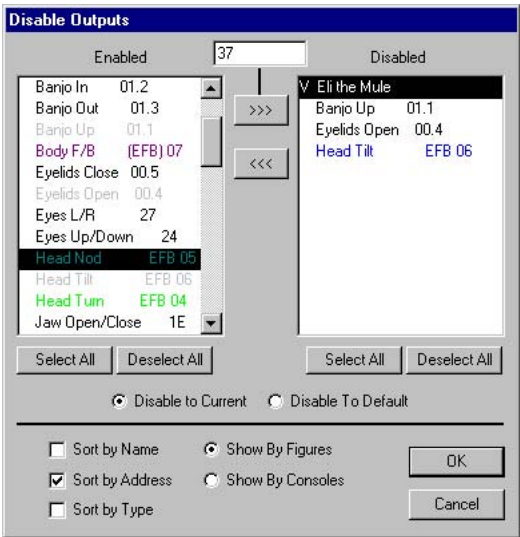 Disable Outputs
Enabled
37
Disabled
Banjo In 01.2
Banjo Out 01.3
Banjo Up 01.1
Body F/B (EFB) 07
Eyelids Close 00.5
Eyelids Open 00.4
Eyes L/R 27
Eyes Up/Down 24
Head Nod EFB 05
Head Tilt EFB 06
Head Turn EFB 04
Jaw Open/Close 1E
>>>
<<<
V Eli the Mule
Banjo Up 01.1
Eyelids Open 00.4
Head Tilt EFB 06
Select All Deselect All
Select All Deselect All
Disable to Current Disable To Default
Sort by Name
Sort by Address
Sort by Type
Show By Figures
Show By Consoles
OK
Cancel